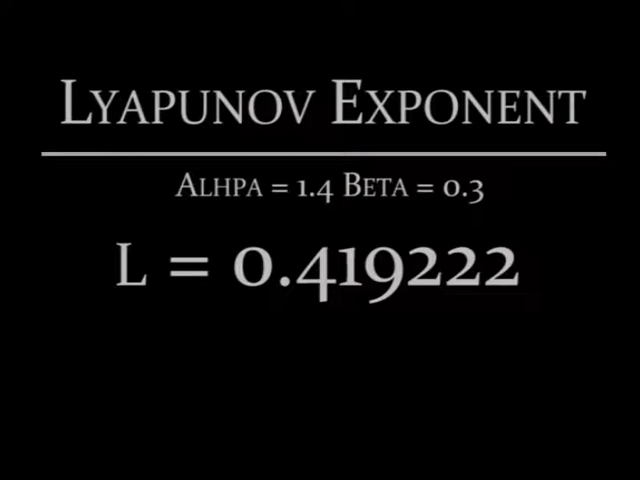 Lyapunov Exponent
Alhpa = 1.4 Beta = 0.3
L = 0.419222